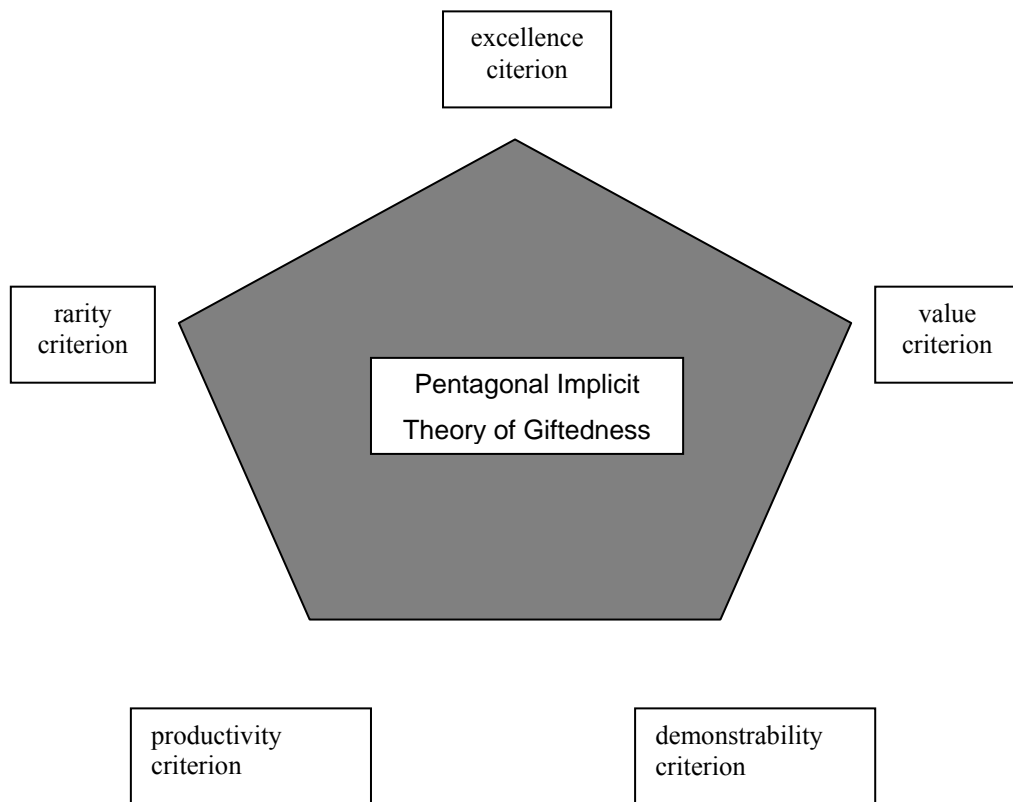 excellence
citerion
rarity
criterion
value
criterion
Pentagonal Implicit
Theory of Giftedness
productivity
criterion
demonstrability
criterion